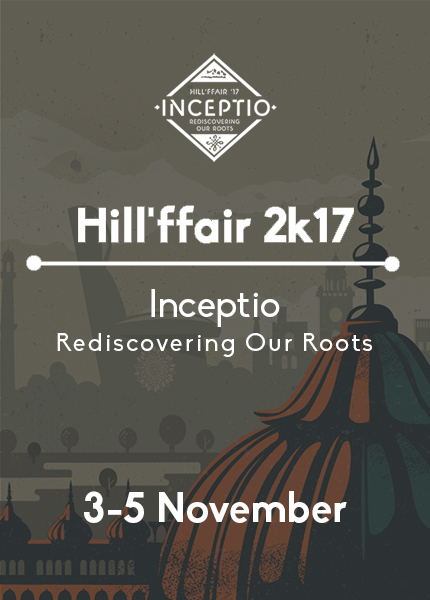 HILL'FFAIR '17
INCEPTIO
REDISCOVERING
OUR ROOTS
Hill'ffair 2k17
Inceptio
Rediscovering Our Roots
3-5 November